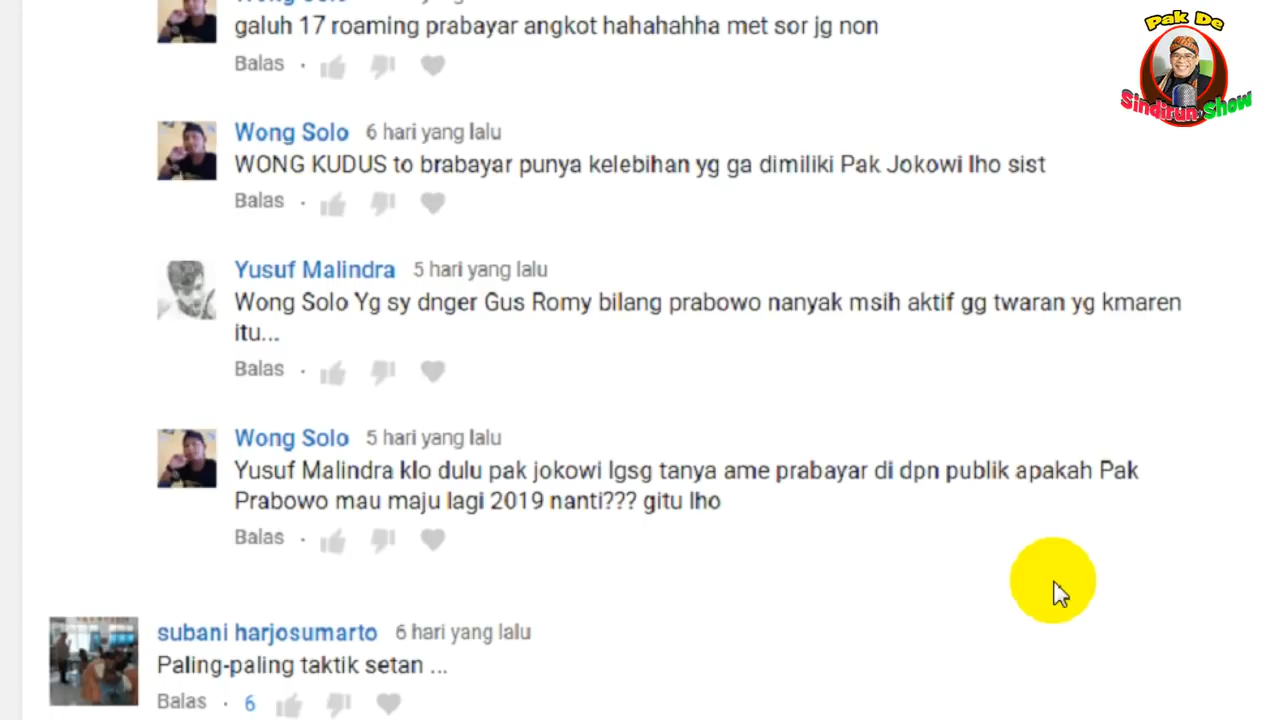 Wong Solo
galuh 17 roaming prabayar angkot hahahahha met sor jg non
Balas ·
Pak De
Sindirun Show
Wong Solo 6 hari yang lalu
WONG KUDUS to brabayar punya kelebihan yg ga dimiliki Pak Jokowi lho sist
Balas ·
Yusuf Malindra 5 hari yang lalu
Wong Solo Yg sy dnger Gus Romy bilang prabowo nanyak msih aktif gg twaran yg kmaren
itu...
Balas ·
Wong Solo 5 hari yang lalu
Yusuf Malindra klo dulu pak jokowi lgsg tanya ame prabayar di dpn publik apakah Pak
Prabowo mau maju lagi 2019 nanti??? gitu lho
Balas ·
subani harjosumarto 6 hari yang lalu
Paling-paling taktik setan ...
Balas · 6